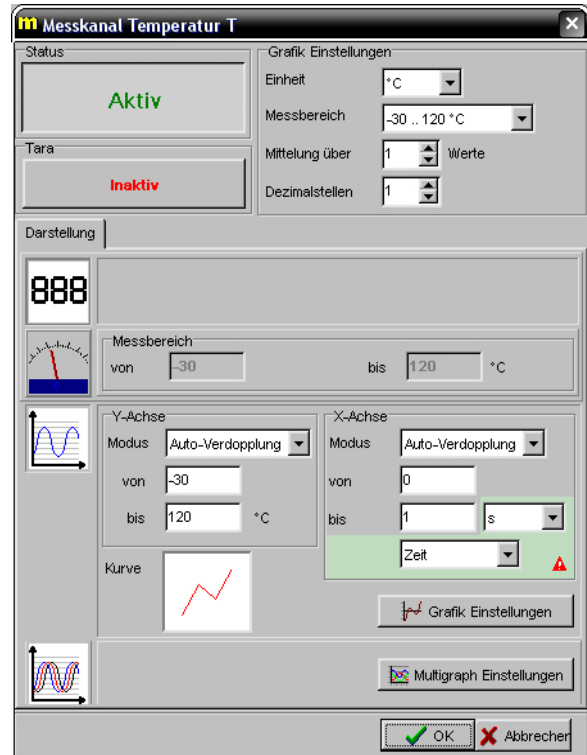 m Messkanal Temperatur T
Status
Aktiv
Tara
Inaktiv
Grafik Einstellungen
Einheit °C
Messbereich -30 .. 120 °C
Mittelung über 1 Werte
Dezimalstellen 1
Darstellung
888
Messbereich
von -30 bis 120 °C
Y-Achse
Modus Auto-Verdopplung
von -30
bis 120 °C
Kurve
X-Achse
Modus Auto-Verdopplung
von 0
bis 1 s
Zeit
Grafik Einstellungen
Multigraph Einstellungen
OK Abbrechen